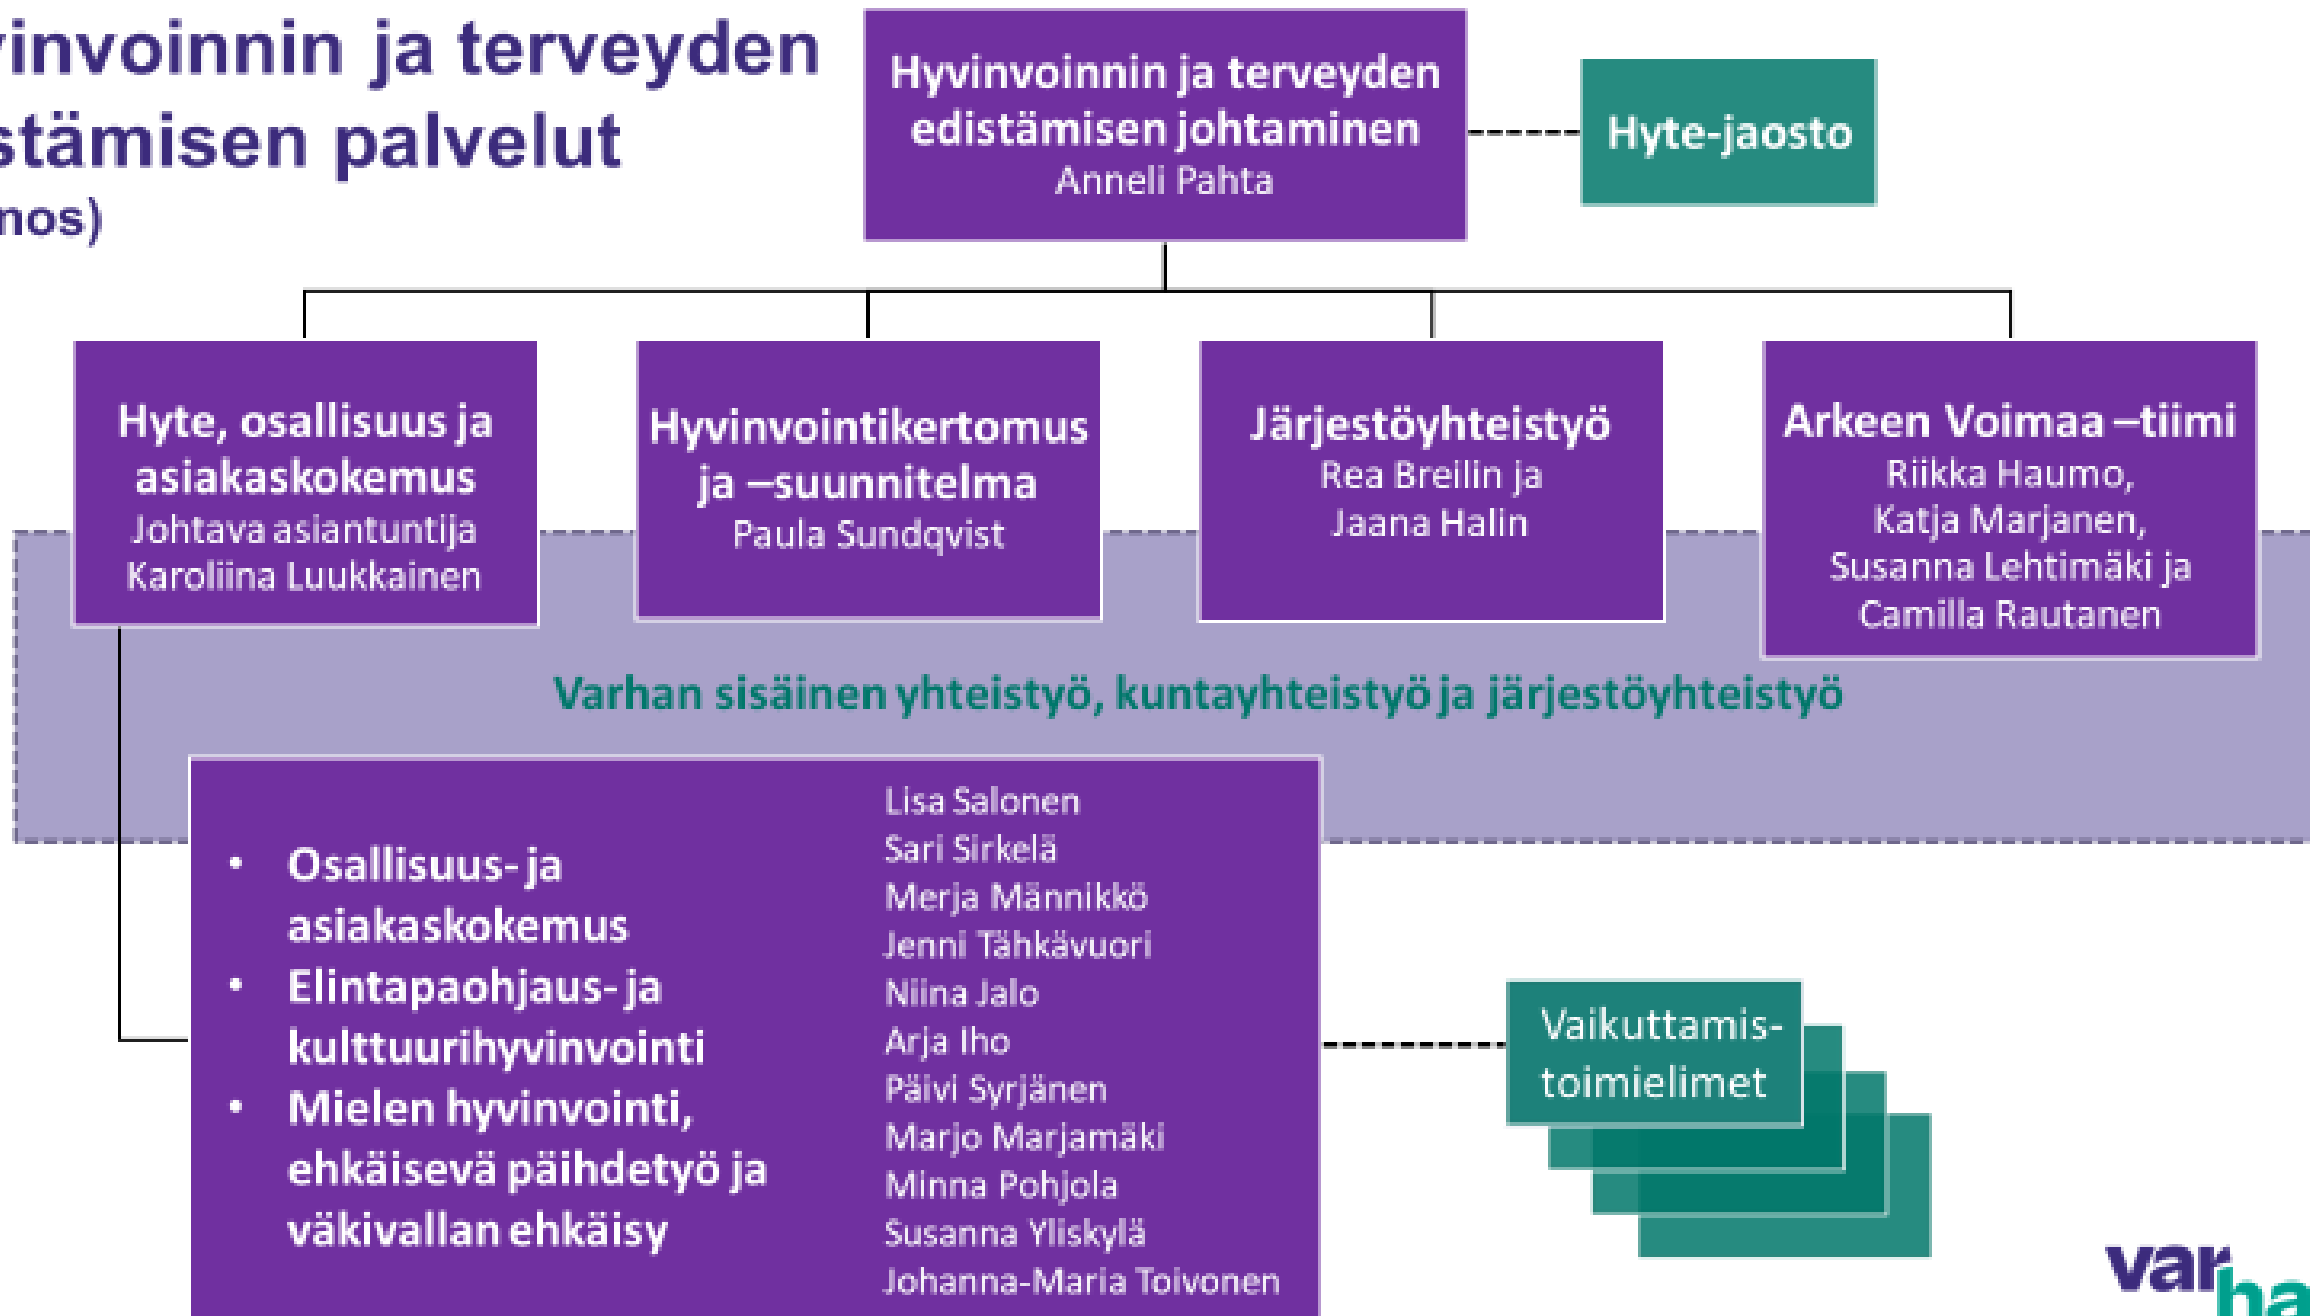 vinvoinnin ja terveyden
stämisen palvelut
nos)
Hyvinvoinnin ja terveyden
edistämisen johtaminen
Anneli Pahta
Hyte-jaosto
Hyte, osallisuus ja
asiakaskokemus
Johtava asiantuntija
Karoliina Luukkainen
Hyvinvointikertomus
ja –suunnitelma
Paula Sundqvist
Järjestöyhteistyö
Rea Breilin ja
Jaana Halin
Arkeen Voimaa –tiimi
Riikka Haumo,
Katja Marjanen,
Susanna Lehtimäki ja
Camilla Rautanen
Varhan sisäinen yhteistyö, kuntayhteistyö ja järjestöyhteistyö
• Osallisuus- ja
asiakaskokemus
• Elintapaohjaus- ja
kulttuurihyvinvointi
• Mielen hyvinvointi,
ehkäisevä päihdetyö ja
väkivallan ehkäisy
Lisa Salonen
Sari Sirkelä
Merja Männikkö
Jenni Tähkävuori
Niina Jalo
Arja Iho
Päivi Syrjänen
Marjo Marjamäki
Minna Pohjola
Susanna Yliskylä
Johanna-Maria Toivonen
Vaikuttamis-
toimielimet
var
ha